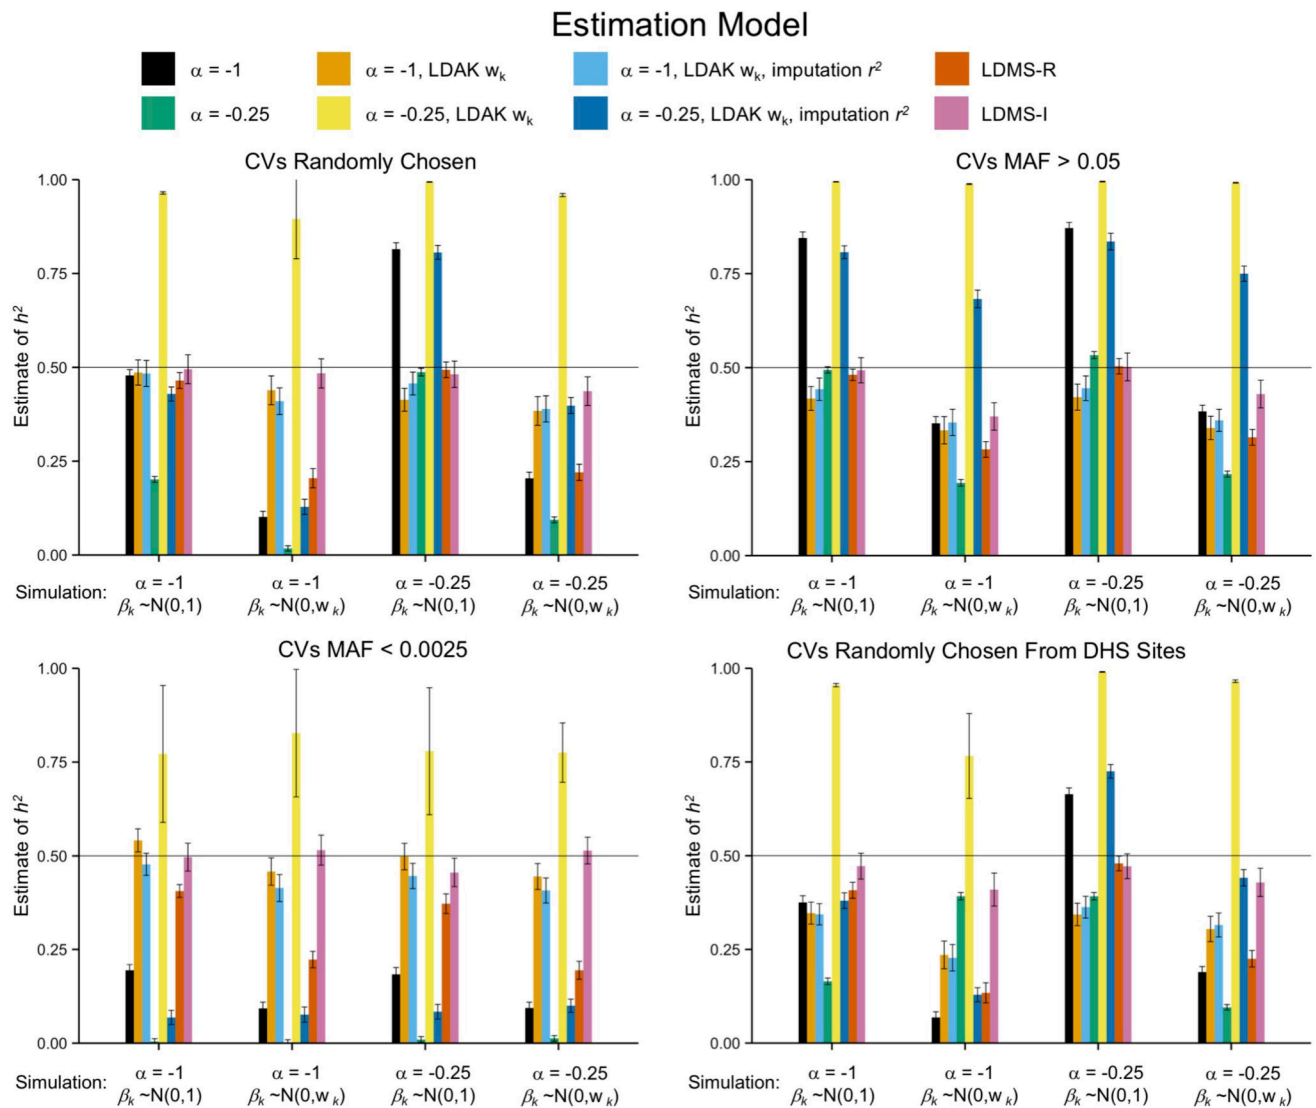 Estimation Model
α = -1
α = -1, LDAK wk
α = -1, LDAK wk, imputation r²
LDMS-R
α = -0.25
α = -0.25, LDAK wk
α = -0.25, LDAK wk, imputation r²
LDMS-I
CVs Randomly Chosen
Estimate of h²
1.00
0.75
0.50
0.25
0.00
Simulation:
α = -1
βk ~N(0,1)
α = -1
βk ~N(0,wk)
α = -0.25
βk ~N(0,1)
α = -0.25
βk ~N(0,wk)
CVs MAF > 0.05
Estimate of h²
1.00
0.75
0.50
0.25
0.00
Simulation:
α = -1
βk ~N(0,1)
α = -1
βk ~N(0,wk)
α = -0.25
βk ~N(0,1)
α = -0.25
βk ~N(0,wk)
CVs MAF < 0.0025
Estimate of h²
1.00
0.75
0.50
0.25
0.00
Simulation:
α = -1
βk ~N(0,1)
α = -1
βk ~N(0,wk)
α = -0.25
βk ~N(0,1)
α = -0.25
βk ~N(0,wk)
CVs Randomly Chosen From DHS Sites
Estimate of h²
1.00
0.75
0.50
0.25
0.00
Simulation:
α = -1
βk ~N(0,1)
α = -1
βk ~N(0,wk)
α = -0.25
βk ~N(0,1)
α = -0.25
βk ~N(0,wk)